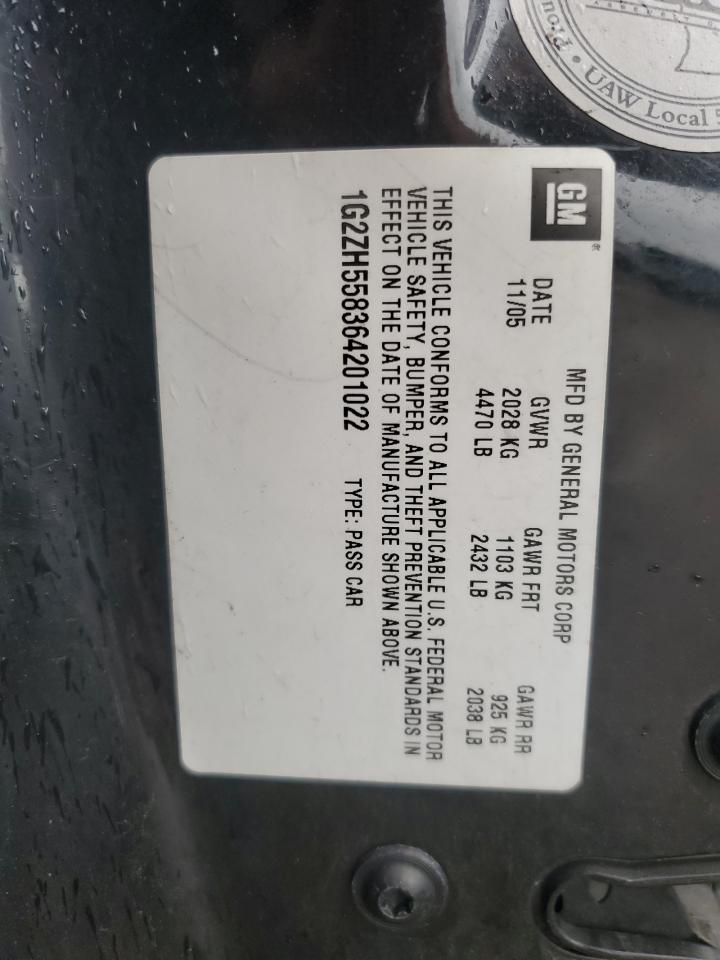 UAW Local
GM
®
MFD BY GENERAL MOTORS CORP
DATE GVWR GAWR FRT GAWR RR
11/05 2028 KG 1103 KG 925 KG
4470 LB 2432 LB 2038 LB
THIS VEHICLE CONFORMS TO ALL APPLICABLE U.S. FEDERAL MOTOR
VEHICLE SAFETY, BUMPER, AND THEFT PREVENTION STANDARDS IN
EFFECT ON THE DATE OF MANUFACTURE SHOWN ABOVE.
1G2ZH558364201022 TYPE: PASS CAR